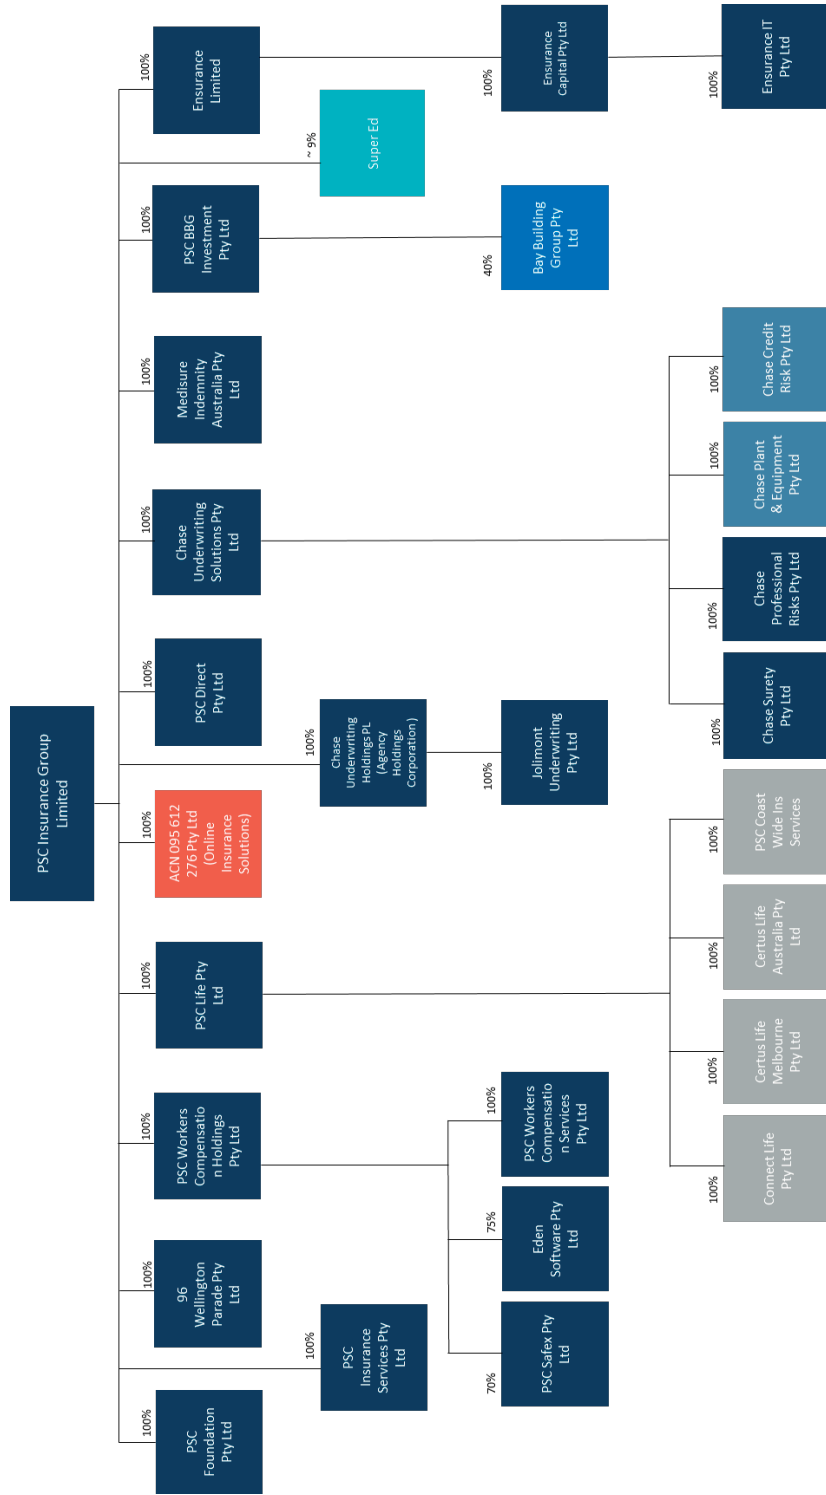 PSC Insurance Group
Limited
100%
PSC
Foundation
Pty Ltd
100%
96
Wellington
Parade Pty
Ltd
100%
PSC Workers
Compensatio
n Holdings
Pty Ltd
100%
PSC Life Pty
Ltd
100%
ACN 095 612
276 Pty Ltd
(Online
Insurance
Solutions)
100%
PSC Direct
Pty Ltd
100%
Chase
Underwriting
Solutions Pty
Ltd
100%
Medisure
Indemnity
Australia Pty
Ltd
100%
PSC BBG
Investment
Pty Ltd
100%
Ensurance
Limited
100%
PSC
Insurance
Services Pty
Ltd
100%
Chase
Underwriting
Holdings PL
(Agency
Holdings
Corporation)
~ 9%
Super Ed
70%
PSC Safex Pty
Ltd
75%
Eden
Software Pty
Ltd
100%
PSC Workers
Compensatio
n Services
Pty Ltd
100%
Jolimont
Underwriting
Pty Ltd
40%
Bay Building
Group Pty
Ltd
100%
Ensurance
Capital Pty Ltd
100%
Connect Life
Pty Ltd
100%
Certus Life
Melbourne
Pty Ltd
100%
Certus Life
Australia Pty
Ltd
100%
PSC Coast
Wide Ins
Services
100%
Chase Surety
Pty Ltd
100%
Chase
Professional
Risks Pty Ltd
100%
Chase Plant
& Equipment
Pty Ltd
100%
Chase Credit
Risk Pty Ltd
100%
Ensurance IT
Pty Ltd